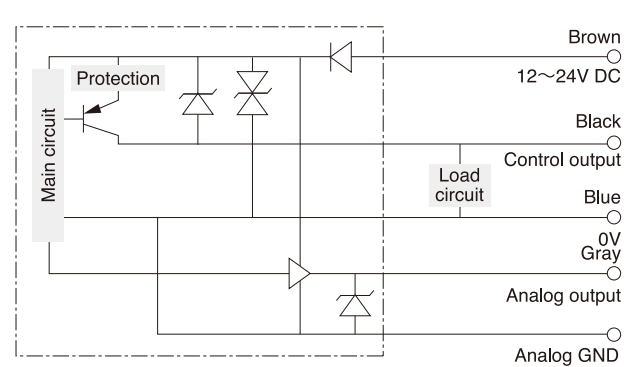 Brown
12～24V DC
Protection
Main circuit
Black
Control output
Load
circuit
Blue
0V
Gray
Analog output
Analog GND